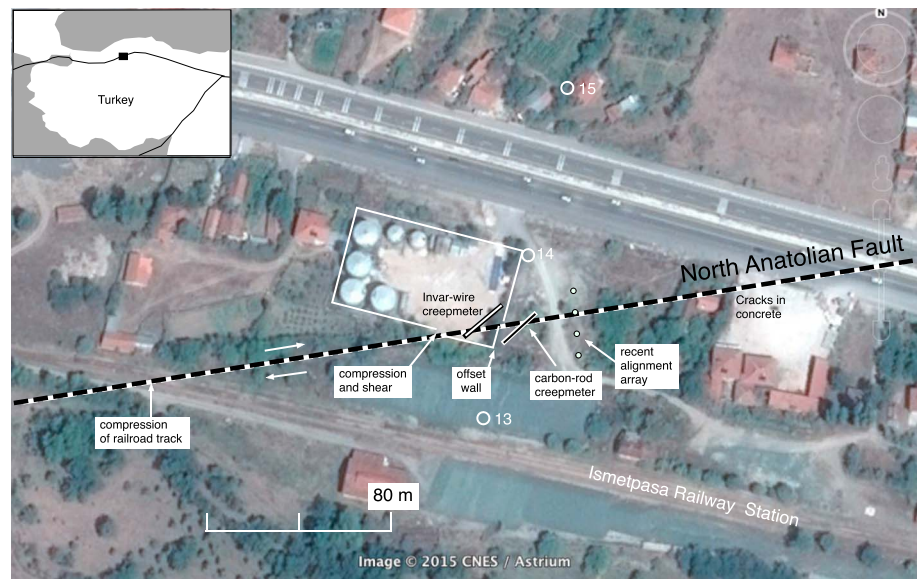 N
Turkey
15
14
North Anatolian Fault
Invar-wire
creepmeter
Cracks in
concrete
compression
and shear
offset
wall
carbon-rod
creepmeter
recent
alignment
array
compression
of railroad track
13
80 m
Ismetpasa Railway Station
Image © 2015 CNES / Astrium